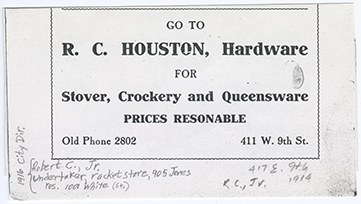 GO TO
R. C. HOUSTON, Hardware
FOR
Stover, Crockery and Queensware
PRICES RESONABLE
Old Phone 2802 411 W. 9th St.
1916 City Dir.
Robert C., Jr.
undertaker, racket store, 905 Jones
res. 1001 White (St.)
417 E. 9th
R.C., Jr. 1914